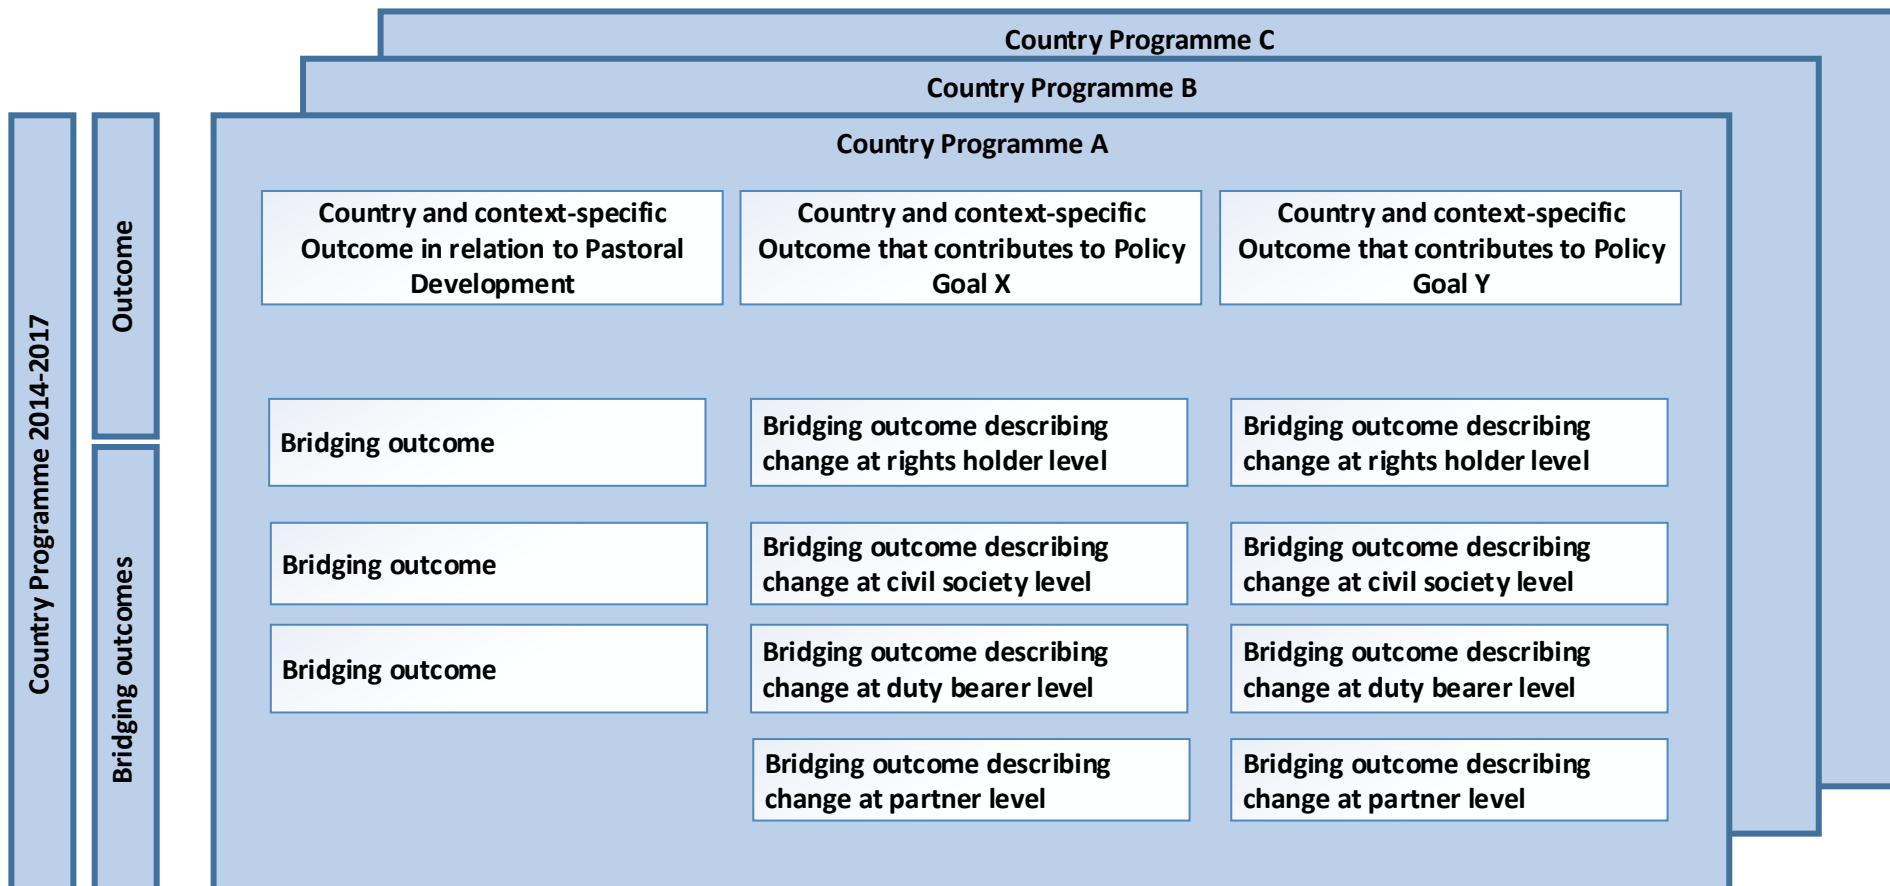 Country Programme C
Country Programme B
Country Programme A
Country Programme 2014-2017
Outcome
Bridging outcomes
Country and context-specific
Outcome in relation to Pastoral
Development
Country and context-specific
Outcome that contributes to Policy
Goal X
Country and context-specific
Outcome that contributes to Policy
Goal Y
Bridging outcome
Bridging outcome describing
change at rights holder level
Bridging outcome describing
change at rights holder level
Bridging outcome
Bridging outcome describing
change at civil society level
Bridging outcome describing
change at civil society level
Bridging outcome
Bridging outcome describing
change at duty bearer level
Bridging outcome describing
change at duty bearer level
Bridging outcome describing
change at partner level
Bridging outcome describing
change at partner level